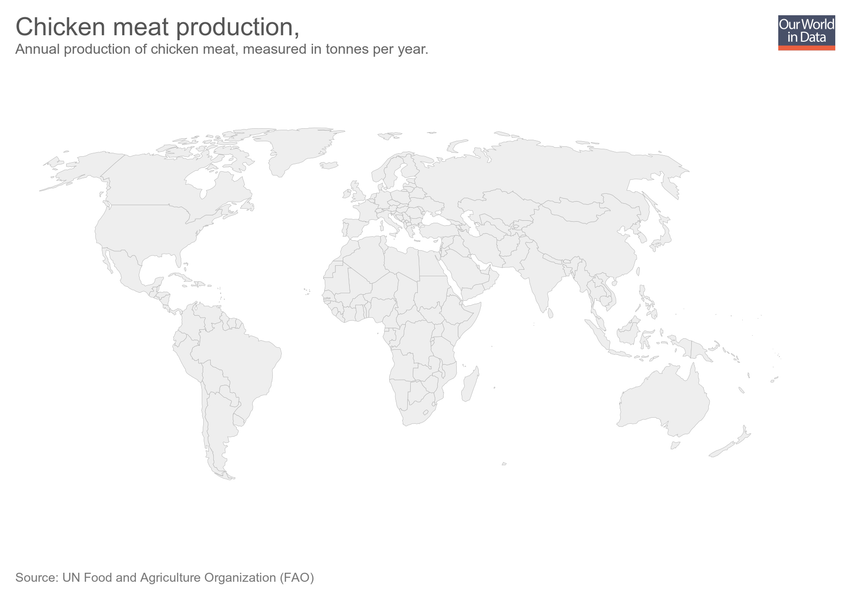 Chicken meat production,
Annual production of chicken meat, measured in tonnes per year.
Our World
in Data
Source: UN Food and Agriculture Organization (FAO)